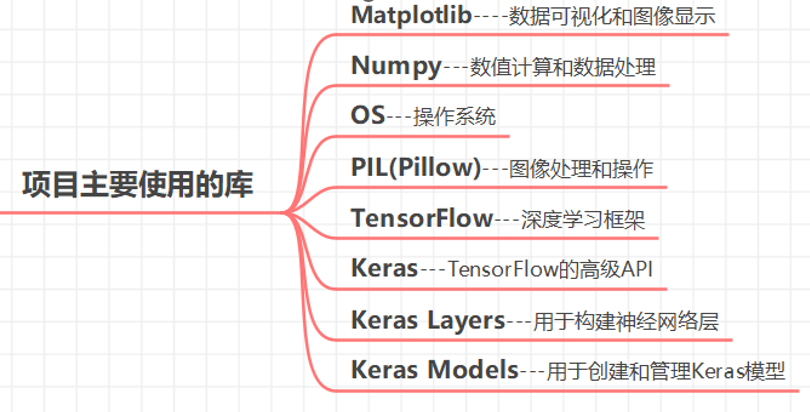 Matplotlib----数据可视化和图像显示
Numpy---数值计算和数据处理
OS---操作系统
PIL(Pillow)---图像处理和操作
项目主要使用的库
TensorFlow---深度学习框架
Keras---TensorFlow的高级API
Keras Layers---用于构建神经网络层
Keras Models---用于创建和管理Keras模型